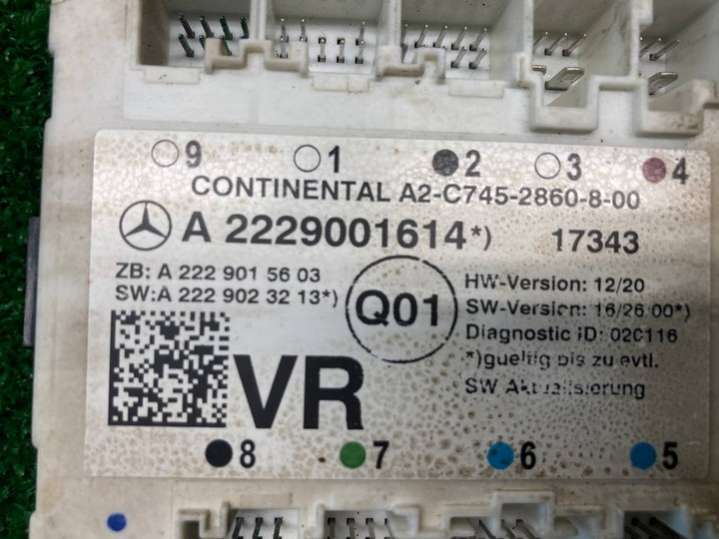 9 1 2 3 4
CONTINENTAL A2-C745-2860-8-00
A 2229001614*) 17343
ZB: A 222 901 56 03
SW:A 222 902 32 13*)
Q01
HW-Version: 12/20
SW-Version: 16/26.00*)
Diagnostic ID: 020116
*)gueltig bis zu evtl.
SW Aktualisierung
VR
8 7 6 5